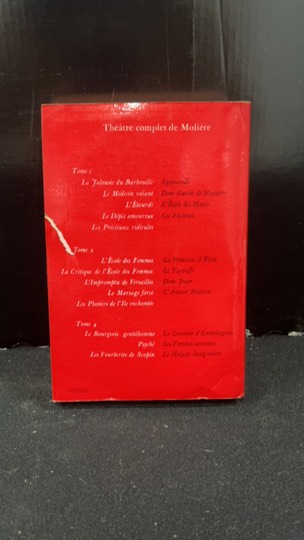 Théâtre complet de Molière
Tome 1
La Jalousie du Barbouillé Sganarelle
Le Médecin volant Dom Garcie de Navarre
L'Étourdi L'École des Maris
Le Dépit amoureux Les Fâcheux
Les Précieuses ridicules
Tome 2
L'École des Femmes La Princesse d'Élide
La Critique de l'École des Femmes Le Tartuffe
L'Impromptu de Versailles Dom Juan
Le Mariage forcé L'Amour Médecin
Les Plaisirs de l'Ile enchantée
Tome 4
Le Bourgeois gentilhomme La Comtesse d'Escarbagnas
Psyché Les Femmes savantes
Les Fourberies de Scapin Le Malade imaginaire